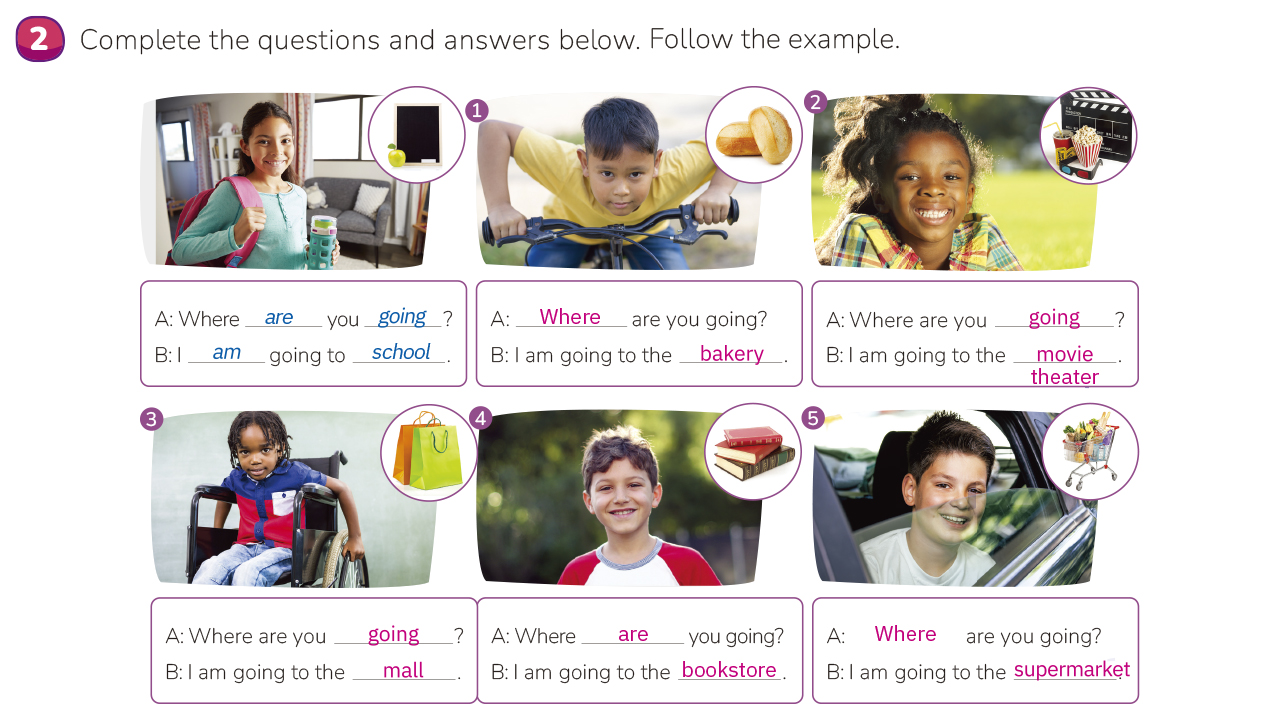 2 Complete the questions and answers below. Follow the example.
A: Where are you going?
B: I am going to school.
1
A: Where are you going?
B: I am going to the bakery.
2
A: Where are you going?
B: I am going to the movie
theater.
3
A: Where are you going?
B: I am going to the mall.
4
A: Where are you going?
B: I am going to the bookstore.
5
A: Where are you going?
B: I am going to the supermarket.